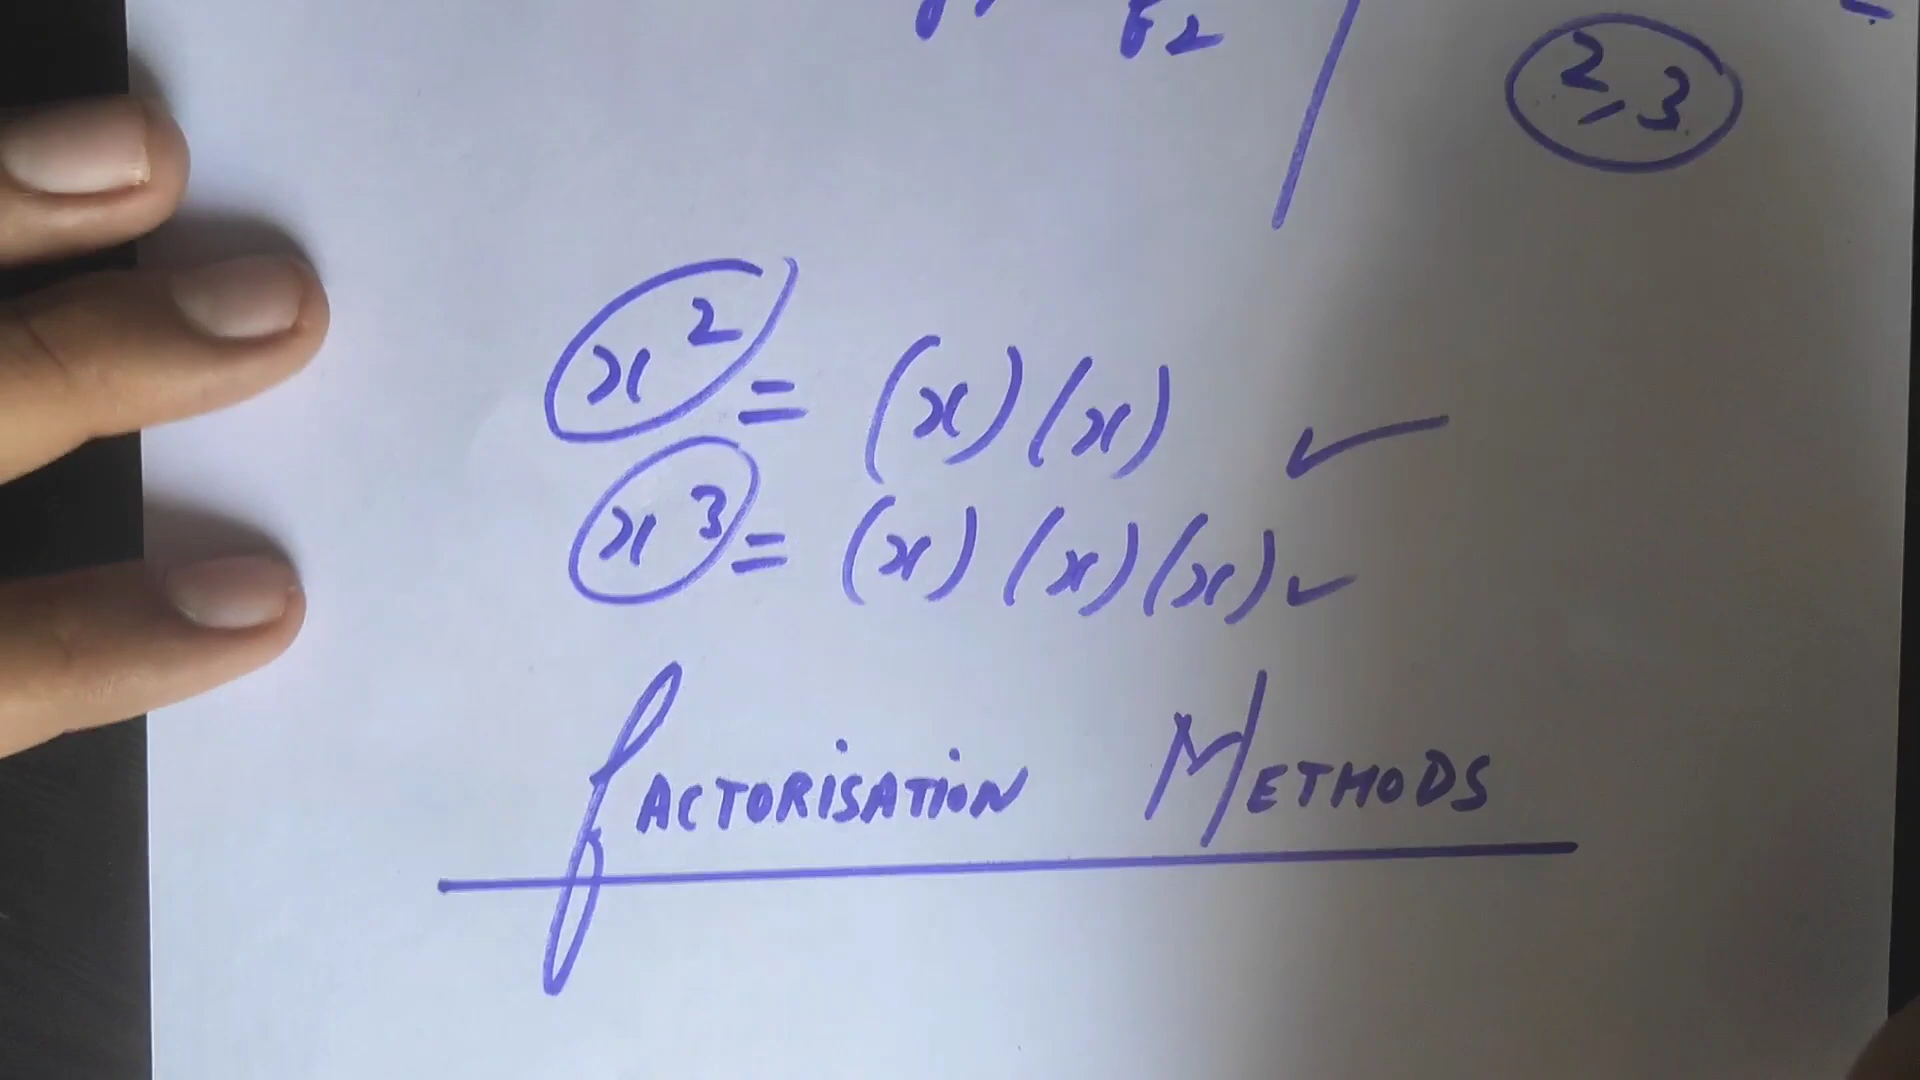 2,3
x² = (x)(x) ✓
x³ = (x)(x)(x) ✓
FACTORISATION METHODS